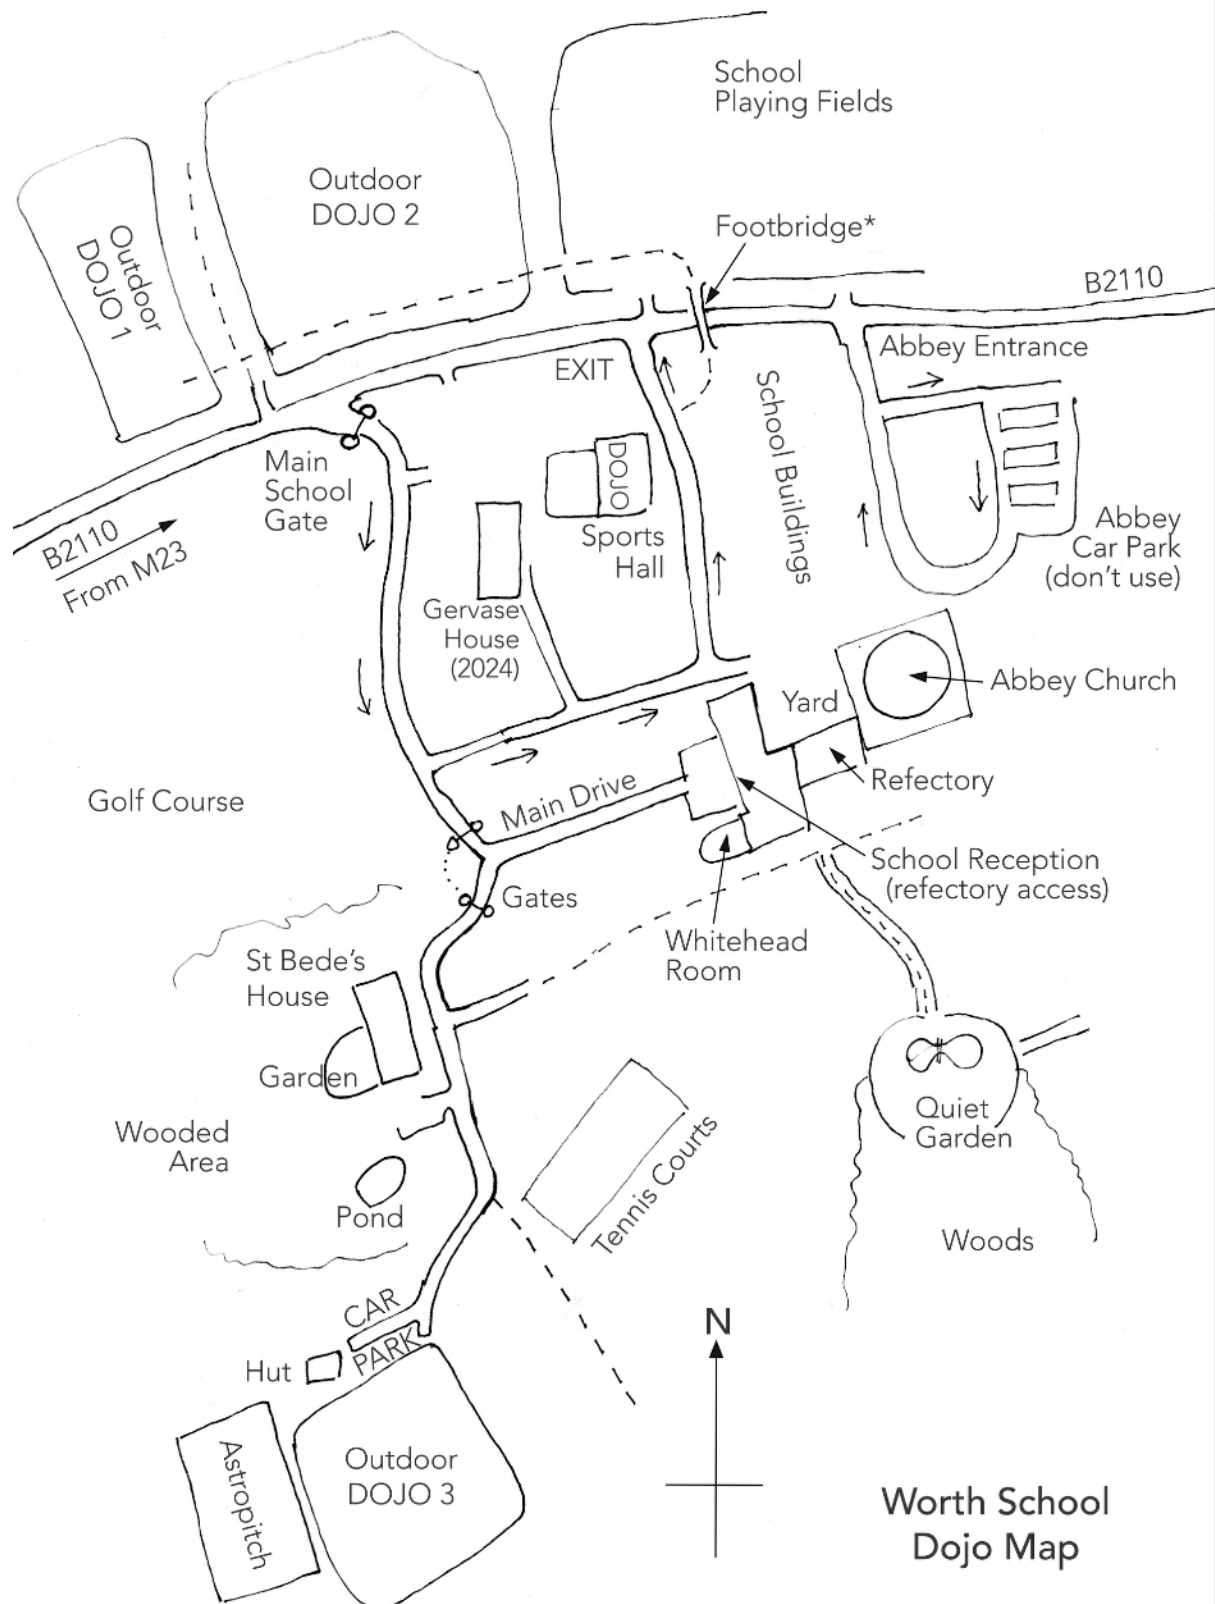 School
Playing Fields
Outdoor
DOJO 2
Outdoor
DOJO 1
Footbridge*
B2110
EXIT
Abbey Entrance
Main
School
Gate
DOJO
Sports
Hall
School Buildings
B2110
From M23
Abbey
Car Park
(don't use)
Gervase
House
(2024)
Yard
Abbey Church
Refectory
Golf Course
Main Drive
School Reception
(refectory access)
Gates
Whitehead
Room
St Bede's
House
Garden
Quiet
Garden
Wooded
Area
Tennis Courts
Pond
Woods
CAR
PARK
N
Hut
Astropitch
Outdoor
DOJO 3
Worth School
Dojo Map